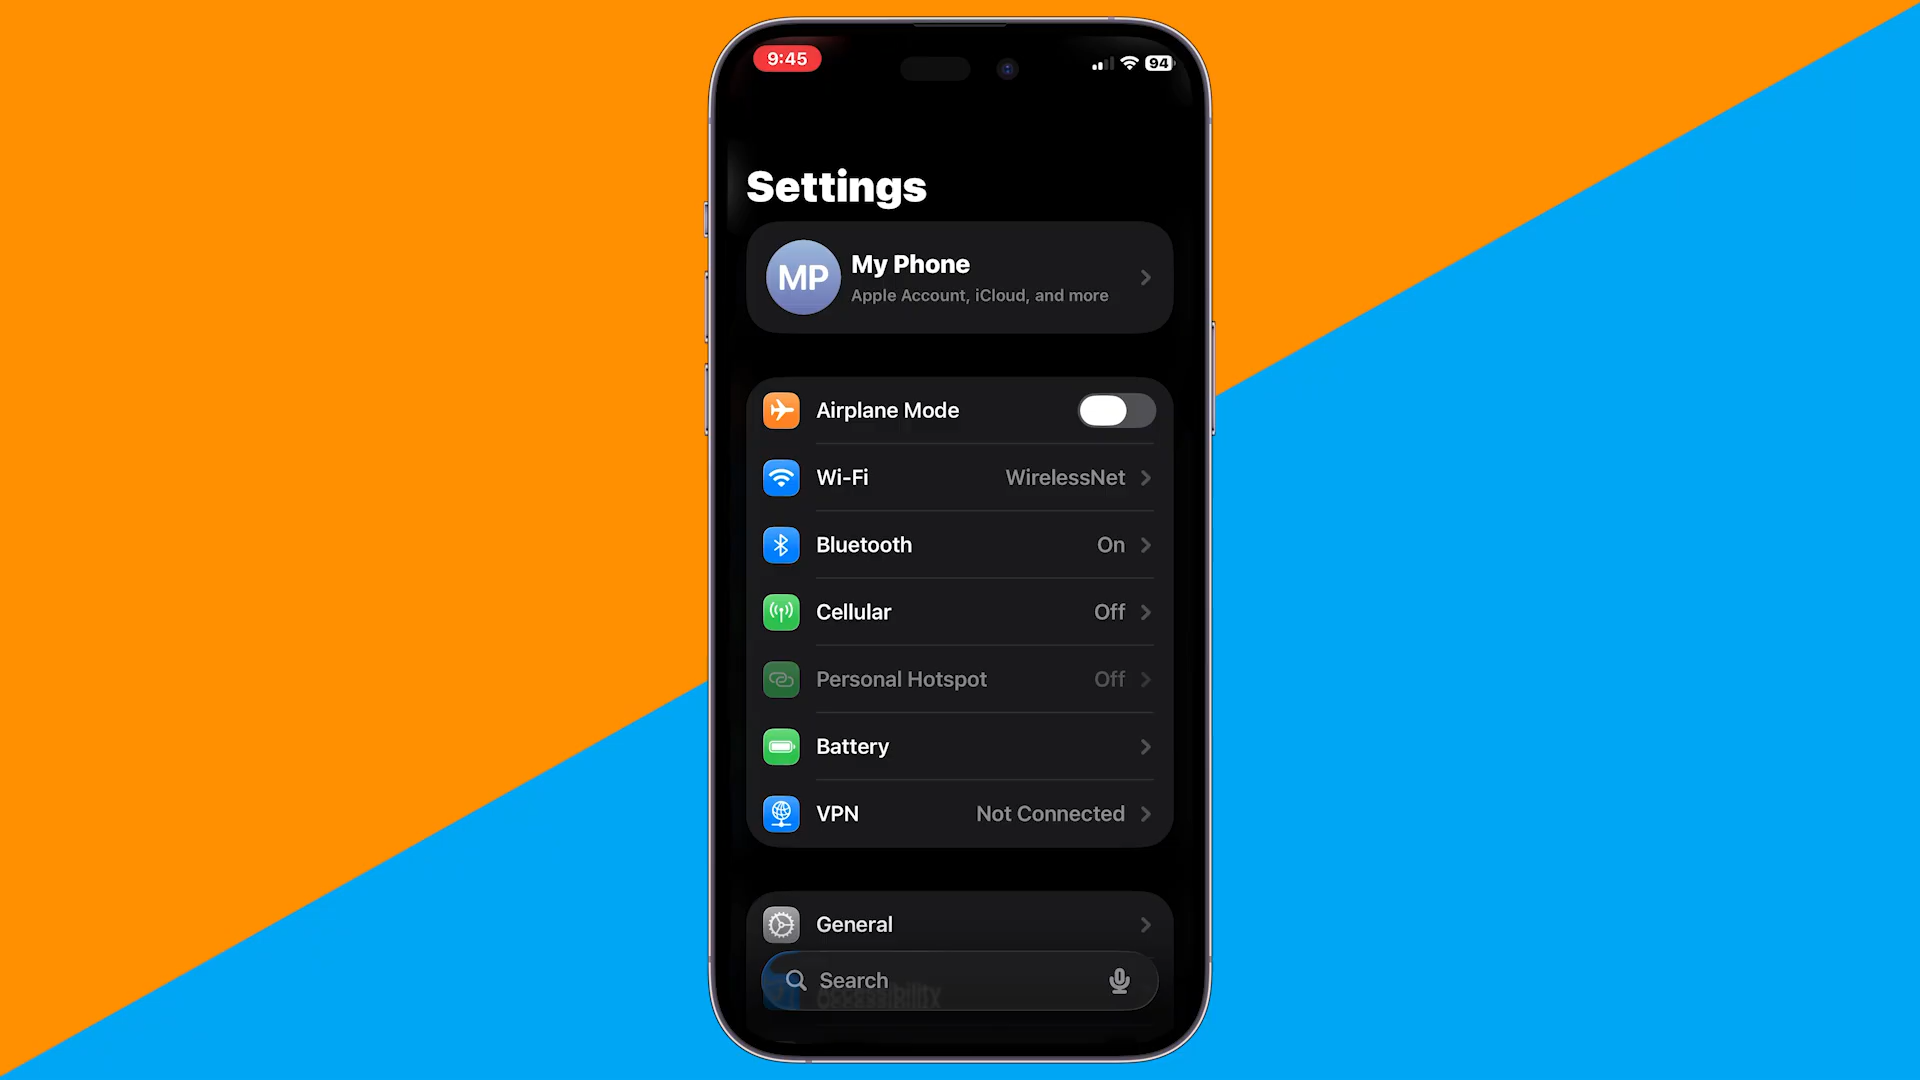 9:45
94
Settings
MP
My Phone
Apple Account, iCloud, and more
Airplane Mode
Wi-Fi WirelessNet
Bluetooth On
Cellular Off
Personal Hotspot Off
Battery
VPN Not Connected
General
Search